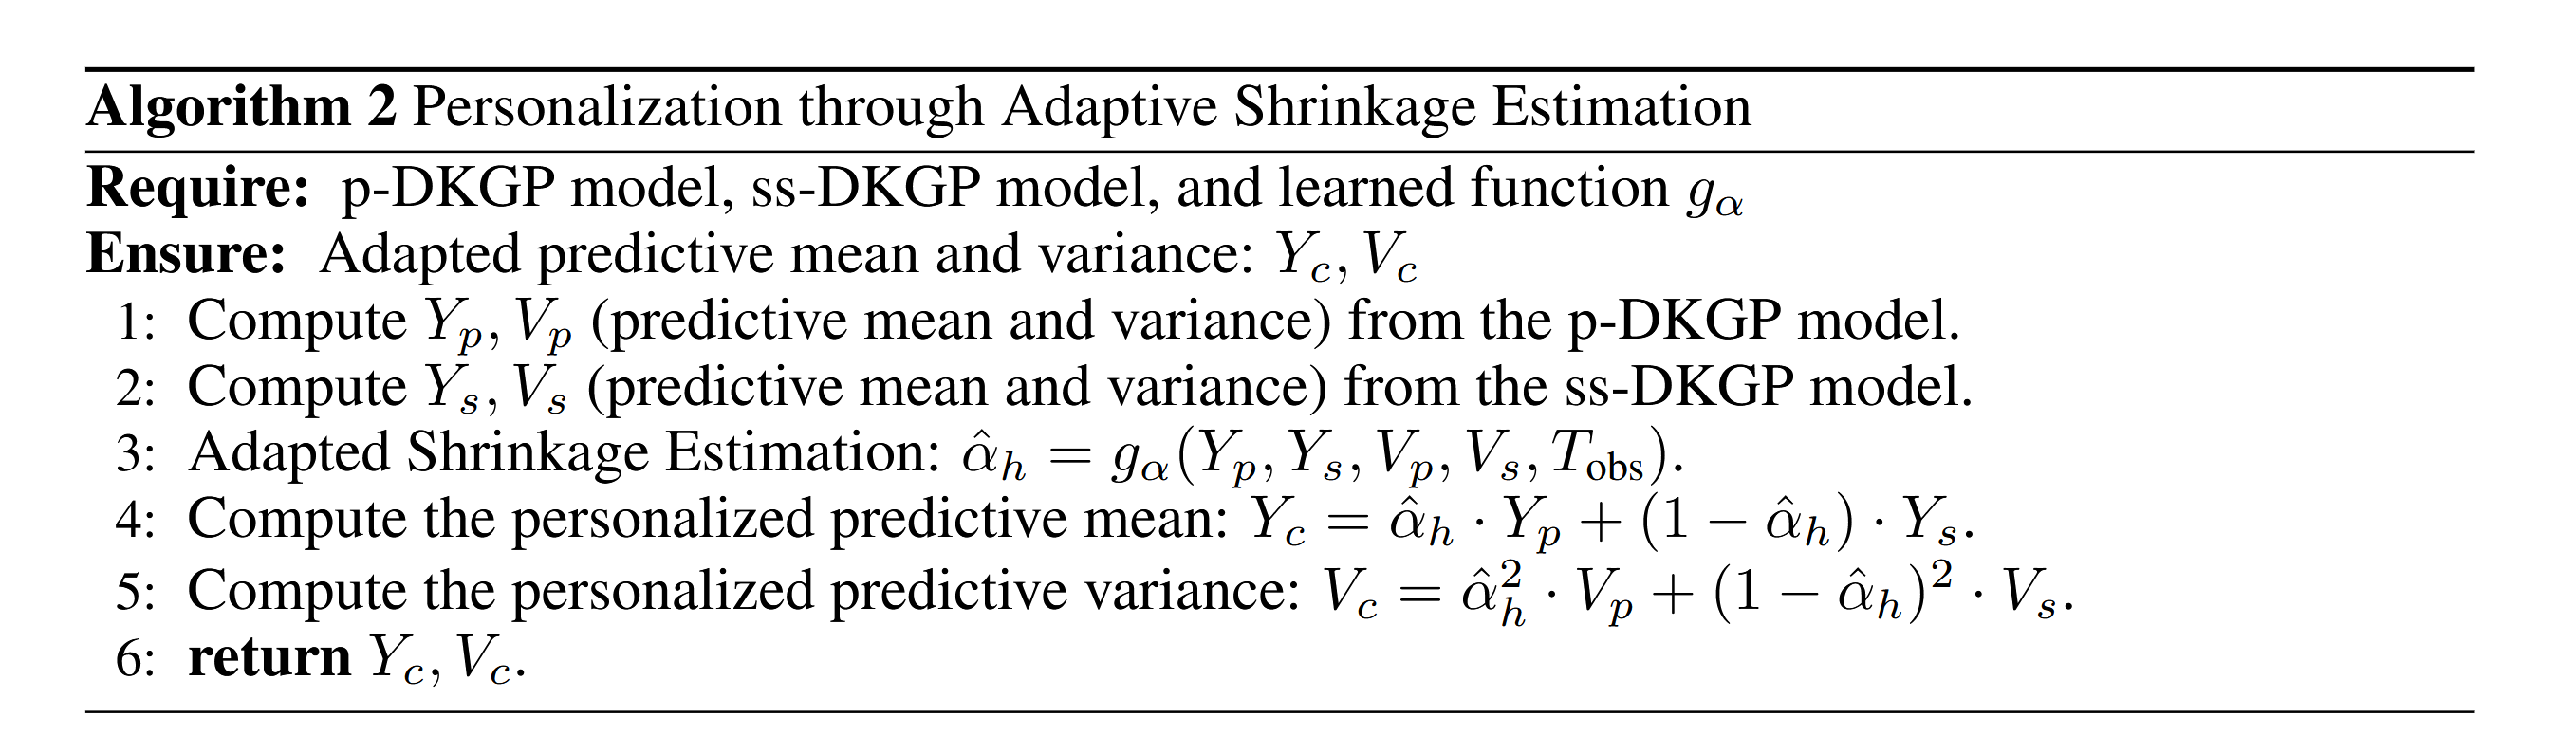 Algorithm 2 Personalization through Adaptive Shrinkage Estimation
Require: p-DKGP model, ss-DKGP model, and learned function $g_\alpha$
Ensure: Adapted predictive mean and variance: $Y_c, V_c$
1: Compute $Y_p, V_p$ (predictive mean and variance) from the p-DKGP model.
2: Compute $Y_s, V_s$ (predictive mean and variance) from the ss-DKGP model.
3: Adapted Shrinkage Estimation: $\hat{\alpha}_h = g_\alpha(Y_p, Y_s, V_p, V_s, T_{\text{obs}})$.
4: Compute the personalized predictive mean: $Y_c = \hat{\alpha}_h \cdot Y_p + (1 - \hat{\alpha}_h) \cdot Y_s$.
5: Compute the personalized predictive variance: $V_c = \hat{\alpha}_h^2 \cdot V_p + (1 - \hat{\alpha}_h)^2 \cdot V_s$.
6: return $Y_c, V_c$.